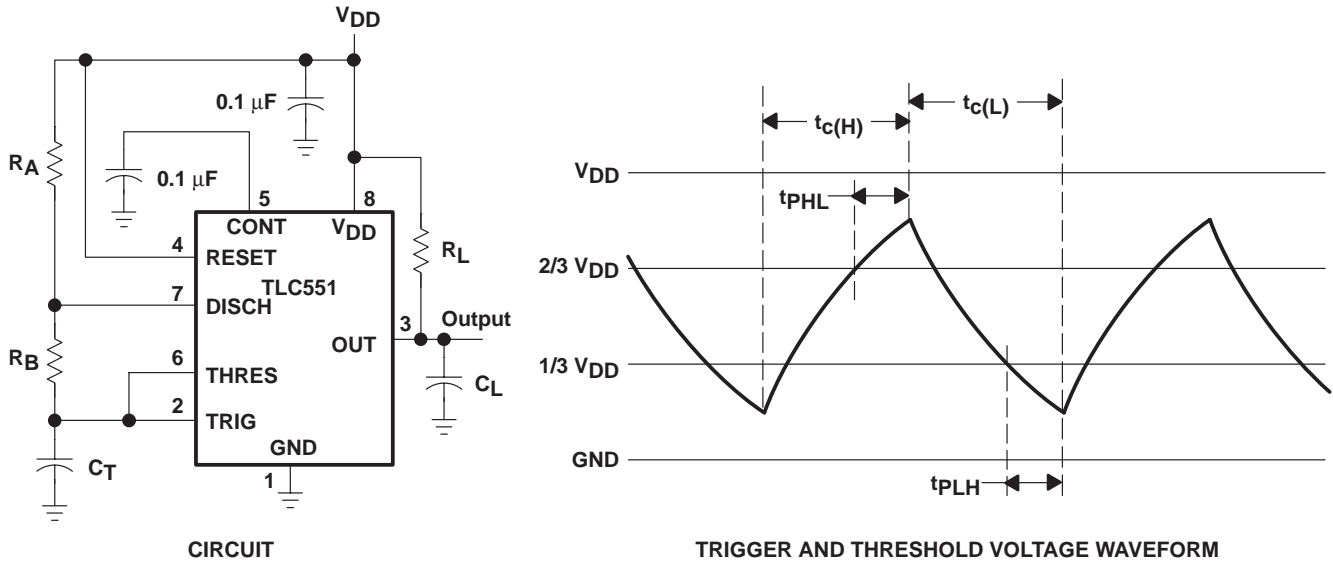 VDD
0.1 μF
RA
0.1 μF
5
8
CONT
VDD
4
RESET
RL
TLC551
7
DISCH
3
Output
RB
OUT
6
THRES
CL
2
TRIG
GND
CT
1
CIRCUIT
tc(H)
tc(L)
VDD
tPHL
2/3 VDD
1/3 VDD
GND
tPLH
TRIGGER AND THRESHOLD VOLTAGE WAVEFORM